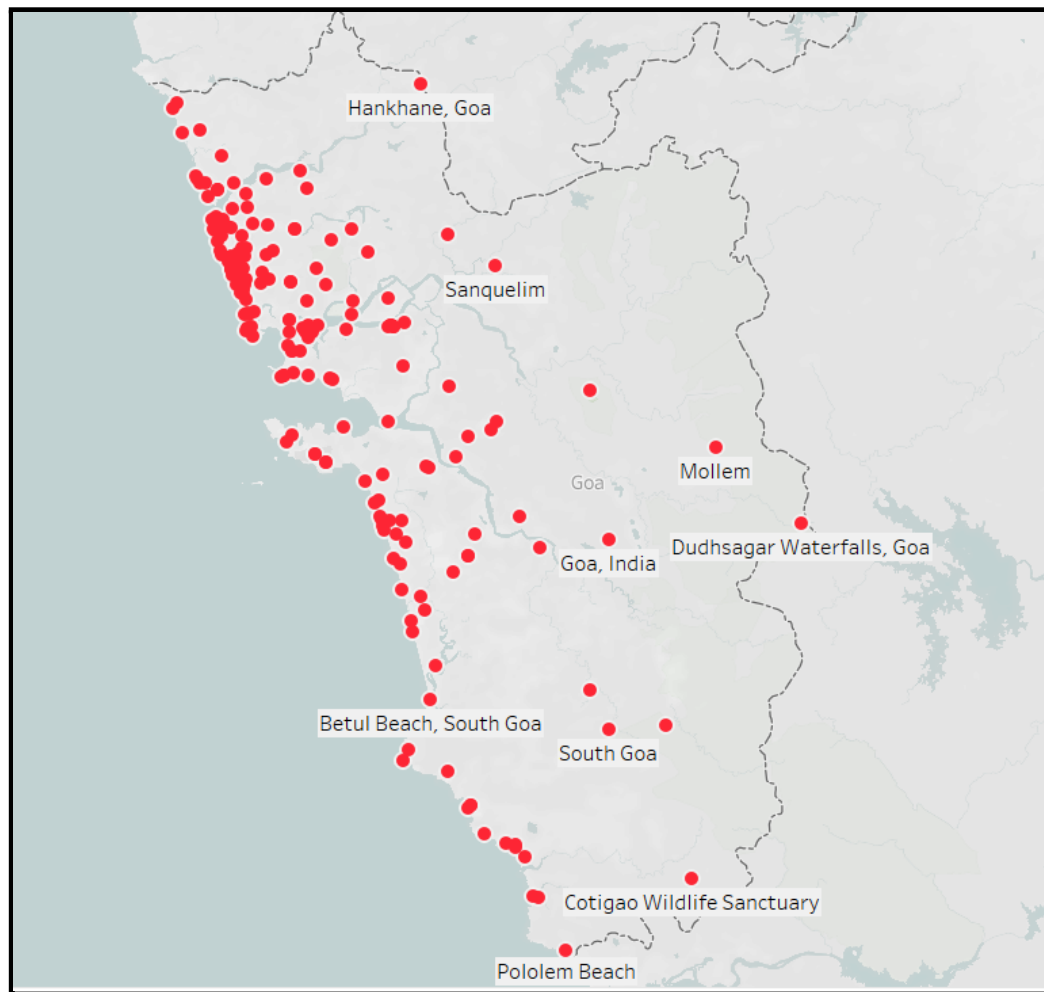 Hankhane, Goa
Sanquelim
Mollem
Goa
Dudhsagar Waterfalls, Goa
Goa, India
Betul Beach, South Goa
South Goa
Cotigao Wildlife Sanctuary
Pololem Beach